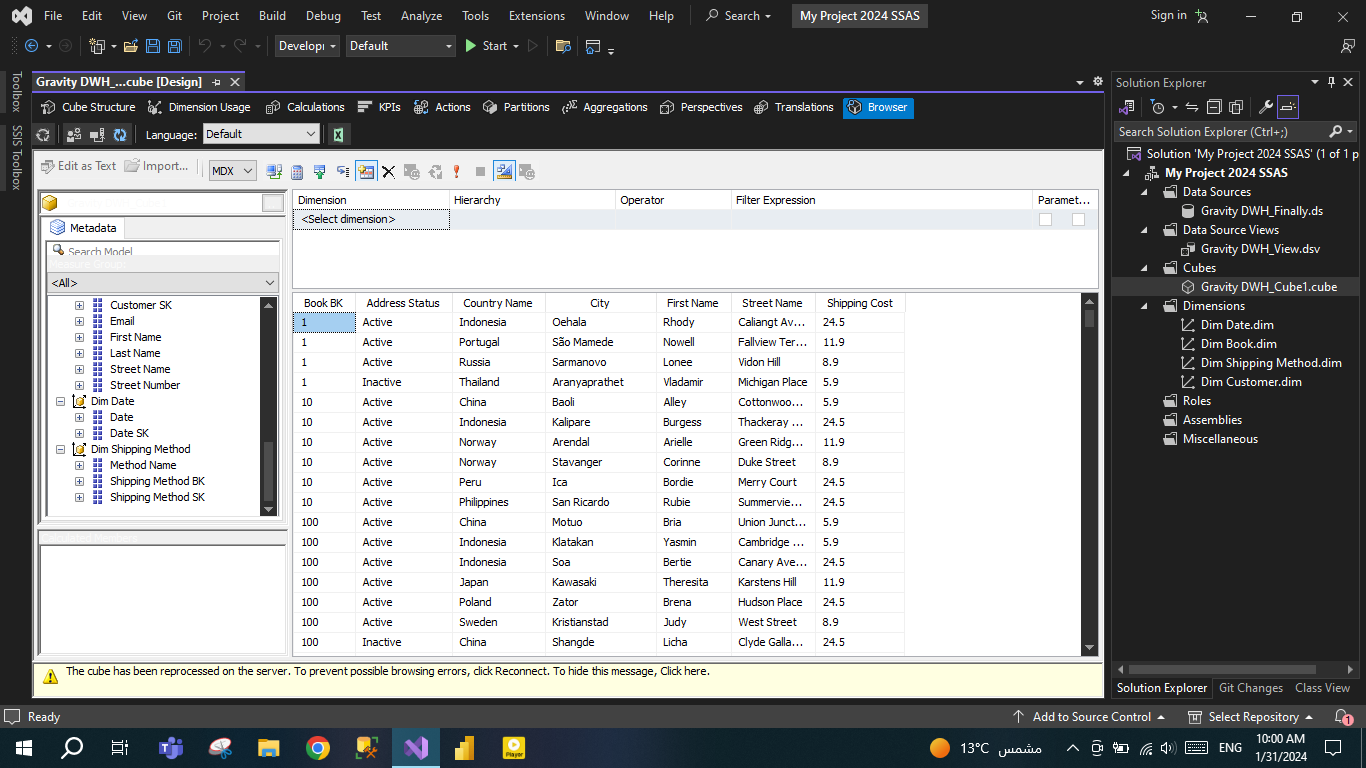 File Edit View Git Project Build Debug Test Analyze Tools Extensions Window Help Search My Project 2024 SSAS Sign in
Default Start
Gravity DWH_...cube [Design]
Cube Structure Dimension Usage Calculations KPIs Actions Partitions Aggregations Perspectives Translations Browser
Language: Default
Edit as Text Import... MDX
Metadata
Search Model
<All>
Customer SK
Email
First Name
Last Name
Street Name
Street Number
Dim Date
Date
Date SK
Dim Shipping Method
Method Name
Shipping Method BK
Shipping Method SK
Calculated Members
Dimension Hierarchy Operator Filter Expression Paramet...
<Select dimension>
Book BK Address Status Country Name City First Name Street Name Shipping Cost
1 Active Indonesia Oehala Rhody Caliangt Av... 24.5
1 Active Portugal São Mamede Nowell Fallview Ter... 11.9
1 Active Russia Sarmanovo Lonee Vidon Hill 8.9
1 Inactive Thailand Aranyaprathet Vladamir Michigan Place 5.9
10 Active China Baoli Alley Cottonwoo... 5.9
10 Active Indonesia Kalipare Burgess Thackeray ... 24.5
10 Active Norway Arendal Arielle Green Ridg... 11.9
10 Active Norway Stavanger Corinne Duke Street 8.9
10 Active Peru Ica Bordie Merry Court 24.5
10 Active Philippines San Ricardo Rubie Summervie... 24.5
100 Active China Motuo Bria Union Junct... 5.9
100 Active Indonesia Klatakan Yasmin Cambridge ... 5.9
100 Active Indonesia Soa Bertie Canary Ave... 24.5
100 Active Japan Kawasaki Theresita Karstens Hill 11.9
100 Active Poland Zator Brena Hudson Place 24.5
100 Active Sweden Kristianstad Judy West Street 8.9
100 Inactive China Shangde Licha Clyde Galla... 24.5
The cube has been reprocessed on the server. To prevent possible browsing errors, click Reconnect. To hide this message, Click here.
Toolbox
SSIS Toolbox
Solution Explorer
Search Solution Explorer (Ctrl+;)
Solution 'My Project 2024 SSAS' (1 of 1 p
My Project 2024 SSAS
Data Sources
Gravity DWH_Finally.ds
Data Source Views
Gravity DWH_View.dsv
Cubes
Gravity DWH_Cube1.cube
Dimensions
Dim Date.dim
Dim Book.dim
Dim Shipping Method.dim
Dim Customer.dim
Roles
Assemblies
Miscellaneous
Solution Explorer Git Changes Class View
Ready Add to Source Control Select Repository 1
Player 13°C مشمس ENG 10:00 AM
1/31/2024